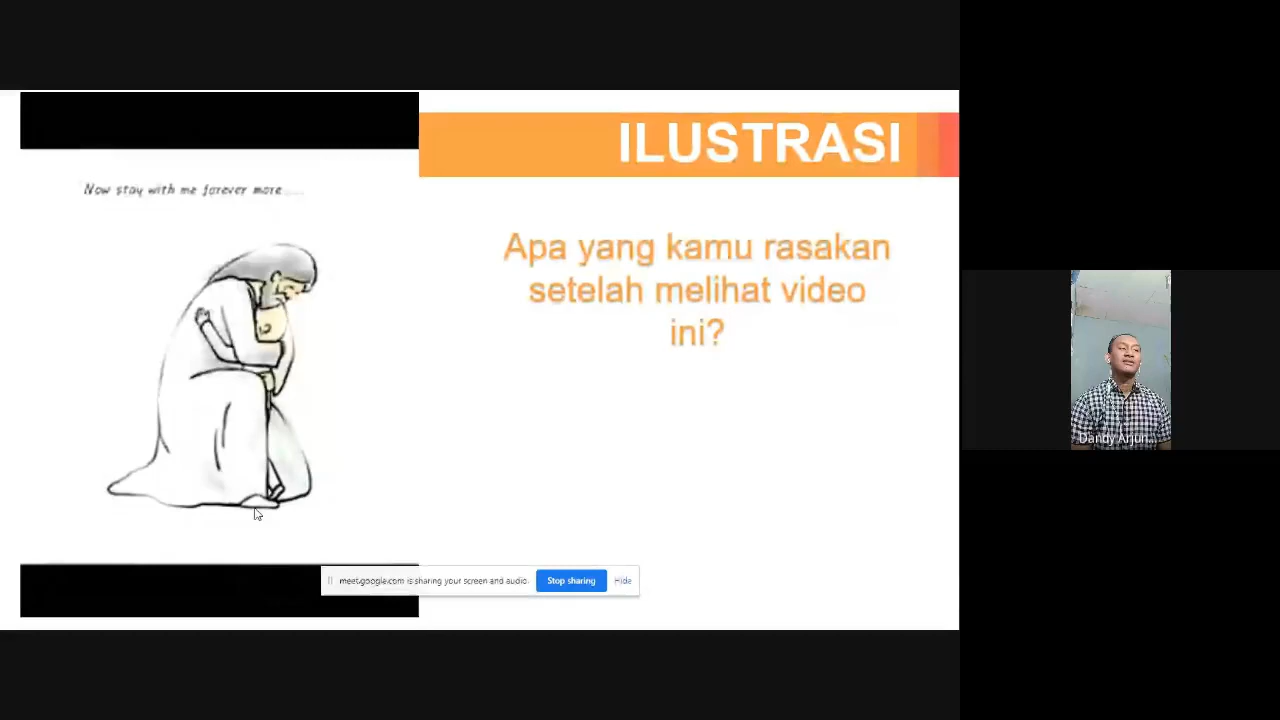 ILUSTRASI
Now stay with me forever more.....
Apa yang kamu rasakan
setelah melihat video
ini?
Dandy Arjun...
meet.google.com is sharing your screen and audio.
Stop sharing
Hide